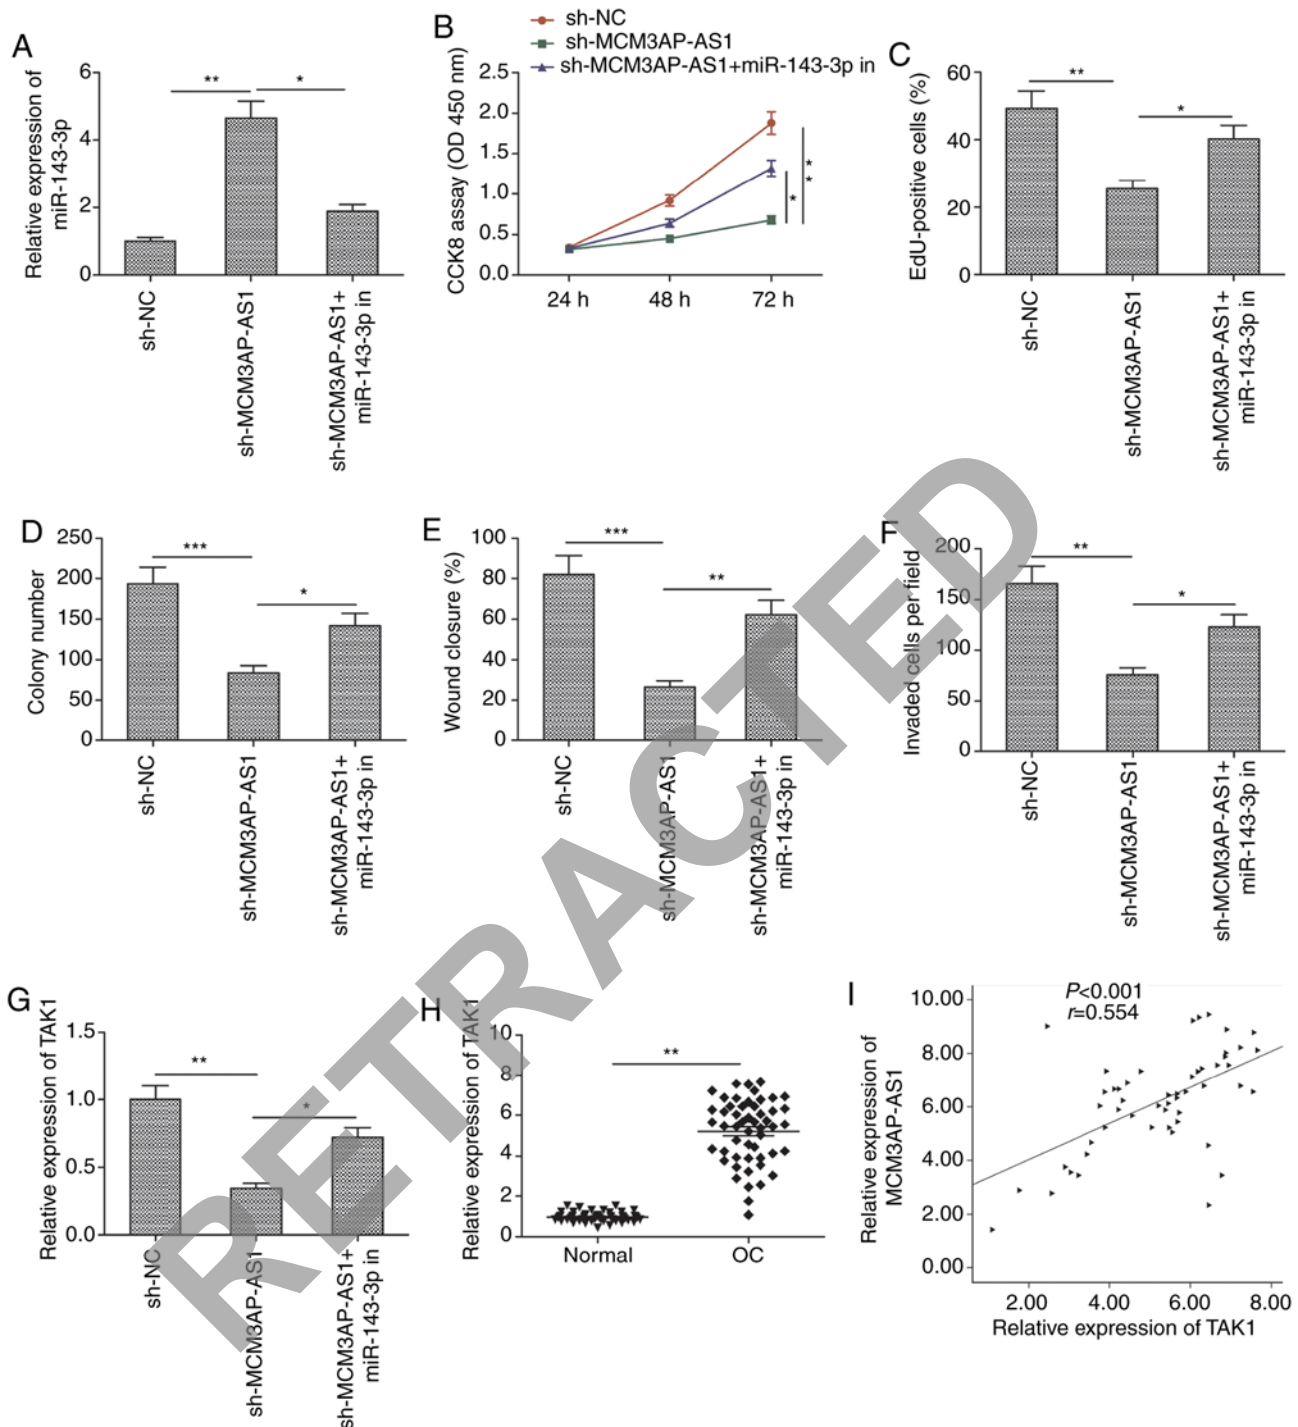 A
Relative expression of
miR-143-3p
6
4
2
0
**
*
sh-NC
sh-MCM3AP-AS1
sh-MCM3AP-AS1+
miR-143-3p in
B
sh-NC
sh-MCM3AP-AS1
sh-MCM3AP-AS1+miR-143-3p in
CCK8 assay (OD 450 nm)
2.5
2.0
1.5
1.0
0.5
0.0
*
**
24 h
48 h
72 h
C
EdU-positive cells (%)
60
40
20
0
**
*
sh-NC
sh-MCM3AP-AS1
sh-MCM3AP-AS1+
miR-143-3p in
D
Colony number
250
200
150
100
50
0
***
*
sh-NC
sh-MCM3AP-AS1
sh-MCM3AP-AS1+
miR-143-3p in
E
Wound closure (%)
100
80
60
40
20
0
***
**
sh-NC
sh-MCM3AP-AS1
sh-MCM3AP-AS1+
miR-143-3p in
F
Invaded cells per field
200
150
100
50
0
**
*
sh-NC
sh-MCM3AP-AS1
sh-MCM3AP-AS1+
miR-143-3p in
G
Relative expression of TAK1
1.5
1.0
0.5
0.0
**
*
sh-NC
sh-MCM3AP-AS1
sh-MCM3AP-AS1+
miR-143-3p in
H
Relative expression of TAK1
10
8
6
4
2
0
**
Normal
OC
I
Relative expression of
MCM3AP-AS1
10.00
8.00
6.00
4.00
2.00
0.00
P<0.001
r=0.554
2.00
4.00
6.00
8.00
Relative expression of TAK1
RETRACTED